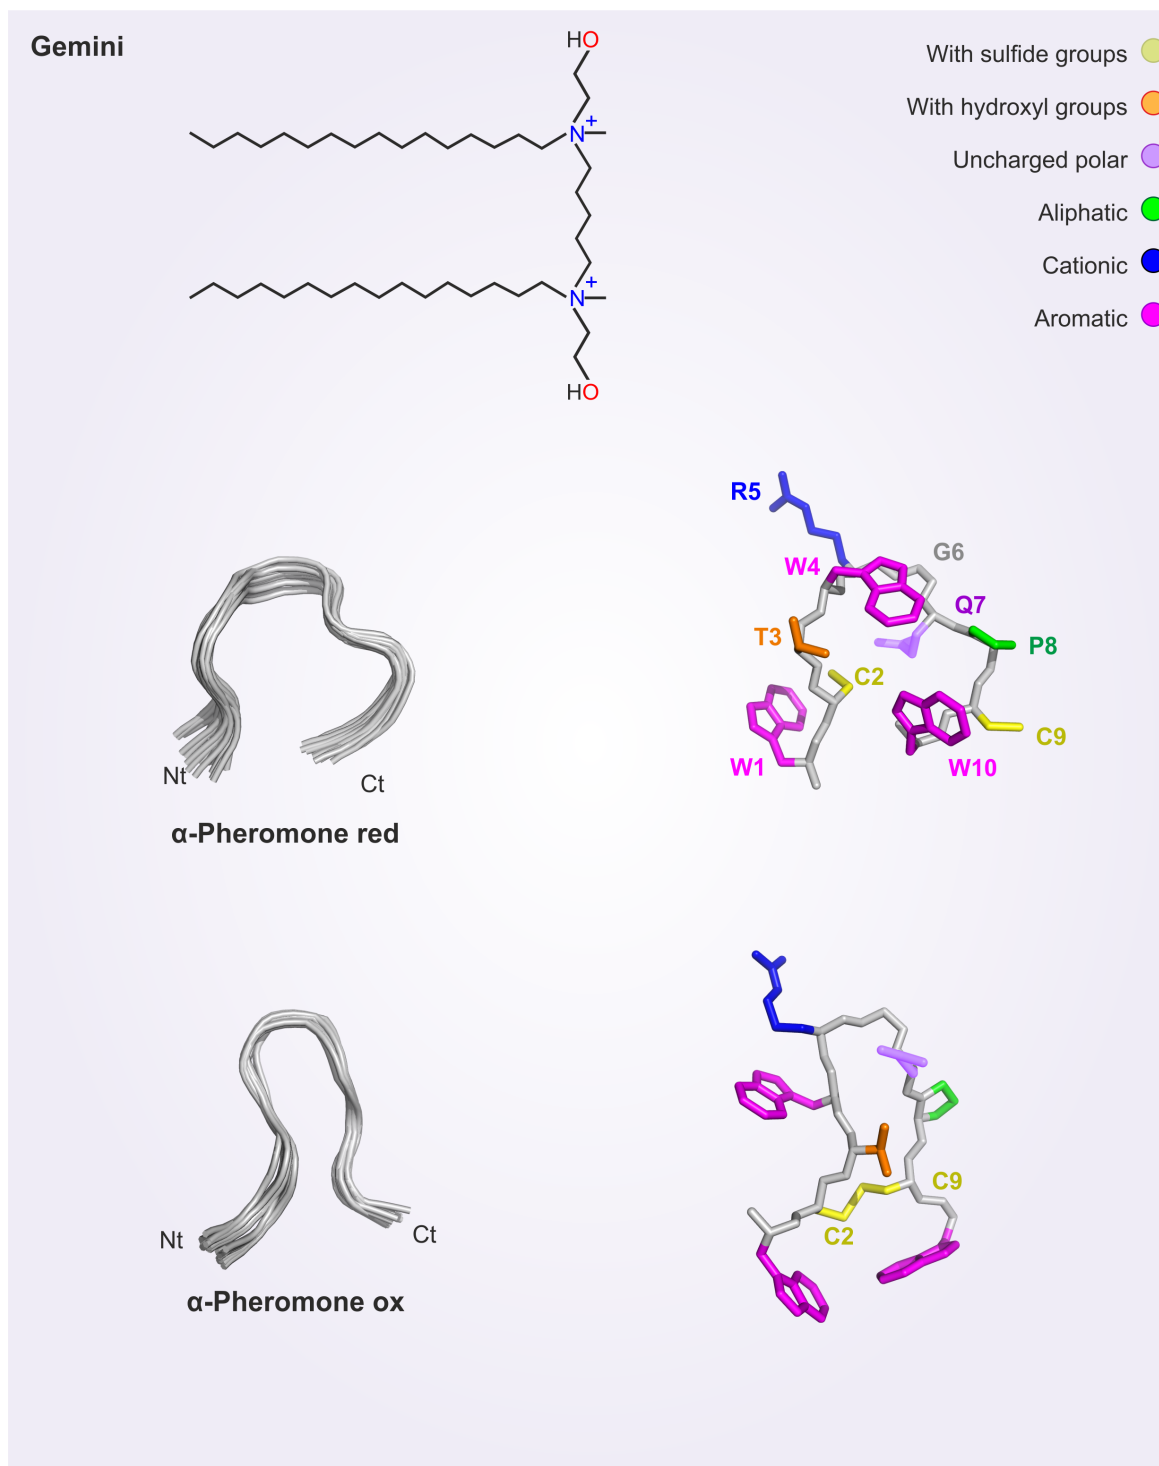 Gemini
HO
N+
N+
HO
With sulfide groups
With hydroxyl groups
Uncharged polar
Aliphatic
Cationic
Aromatic
R5
G6
W4
Q7
T3
P8
C2
C9
W1
W10
Nt
Ct
α-Pheromone red
C9
C2
Nt
Ct
α-Pheromone ox